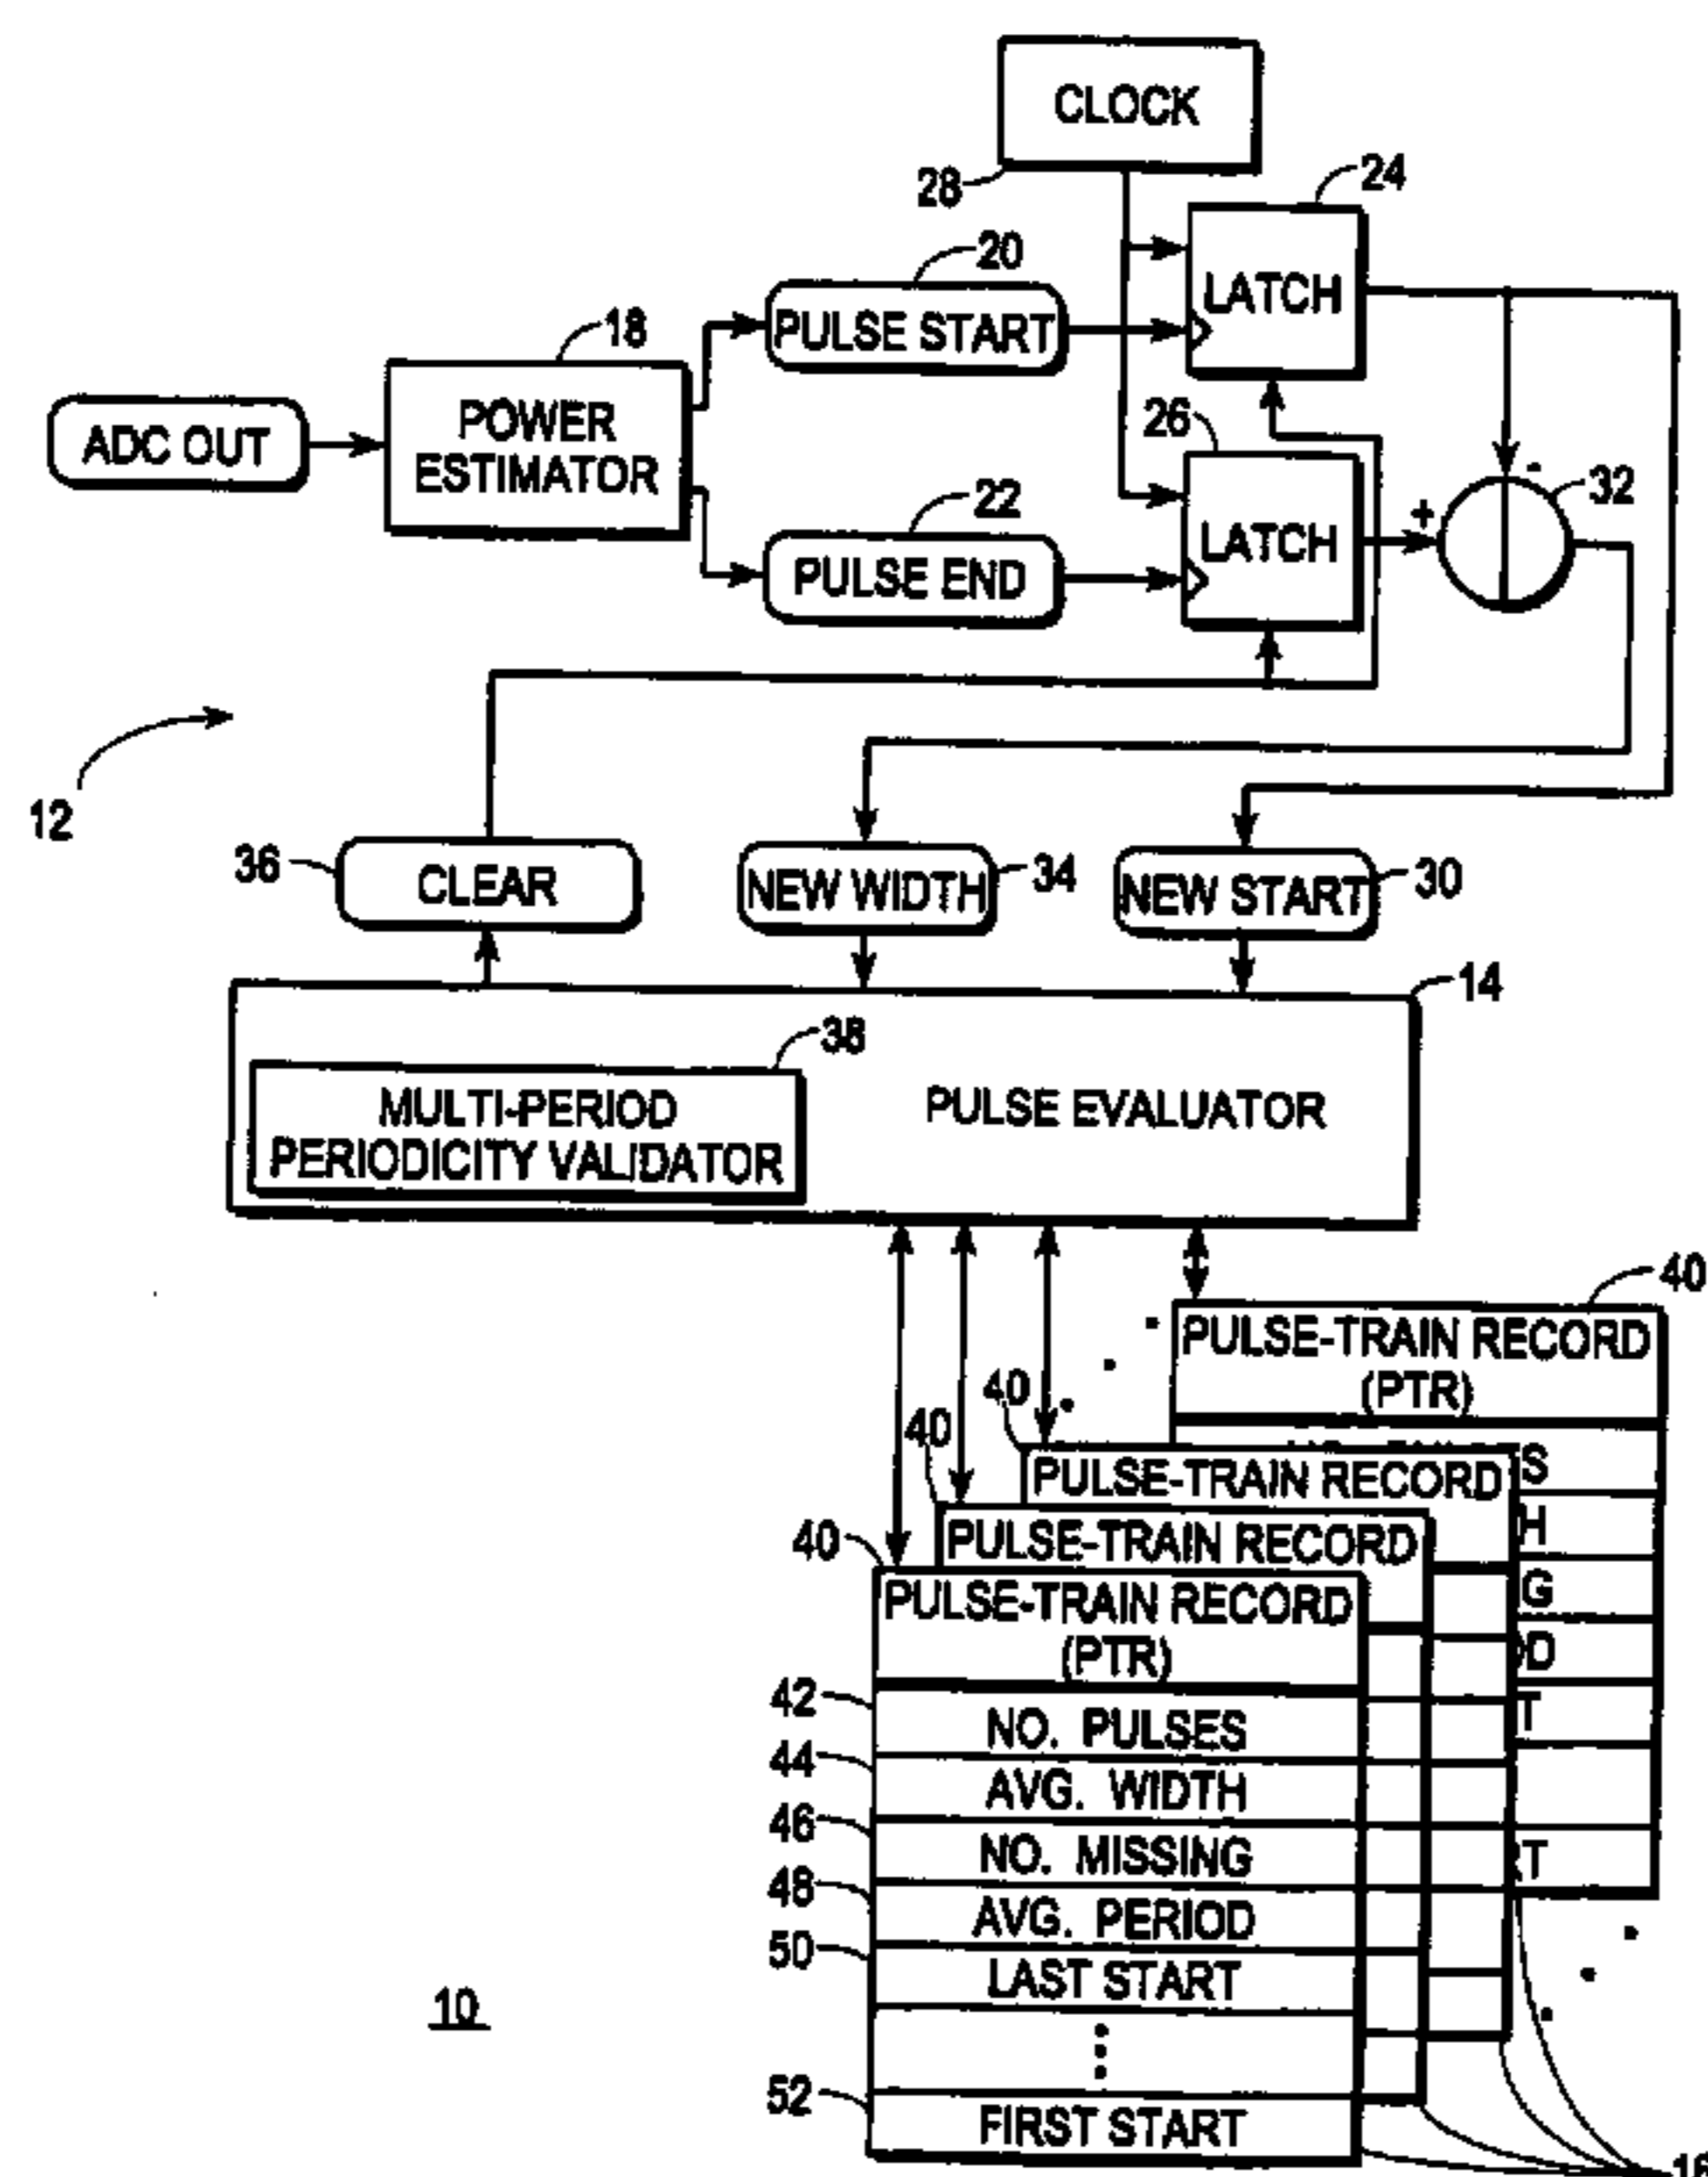 CLOCK
28
24
20
LATCH
18
PULSE START
26
POWER
ESTIMATOR
ADC OUT
-
32
+
22
LATCH
PULSE END
12
36
CLEAR
NEW WIDTH
34
NEW START
30
14
38
MULTI-PERIOD
PERIODICITY VALIDATOR
PULSE EVALUATOR
40
PULSE-TRAIN RECORD
(PTR)
40
PULSE-TRAIN RECORD
S
40
PULSE-TRAIN RECORD
H
40
PULSE-TRAIN RECORD
(PTR)
G
D
42
NO. PULSES
T
44
AVG. WIDTH
46
NO. MISSING
T
48
AVG. PERIOD
50
LAST START
10
52
FIRST START
16